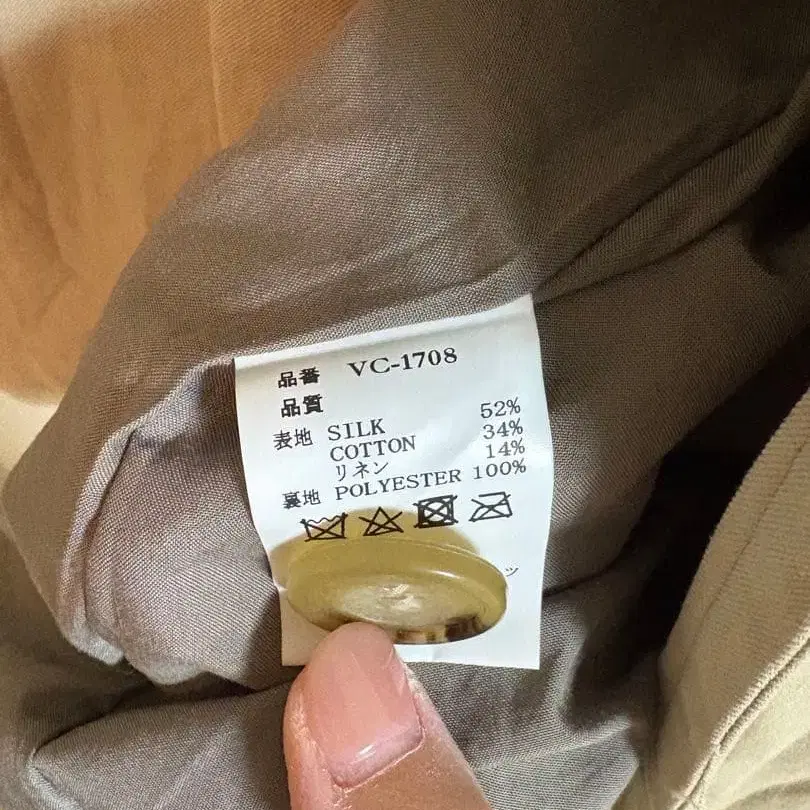 品番 VC-1708
品質
表地 SILK 52%
COTTON 34%
リネン 14%
裏地 POLYESTER 100%
ツ